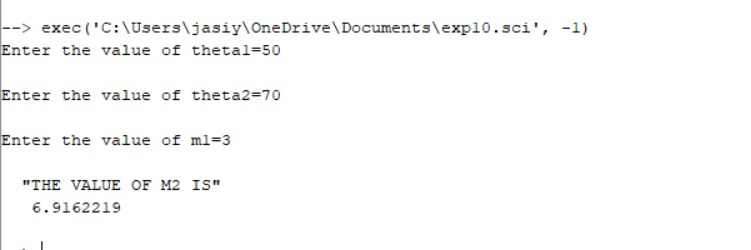 --> exec('C:\Users\jasiy\OneDrive\Documents\exp10.sci', -1)
Enter the value of theta1=50
Enter the value of theta2=70
Enter the value of m1=3
"THE VALUE OF M2 IS"
6.9162219